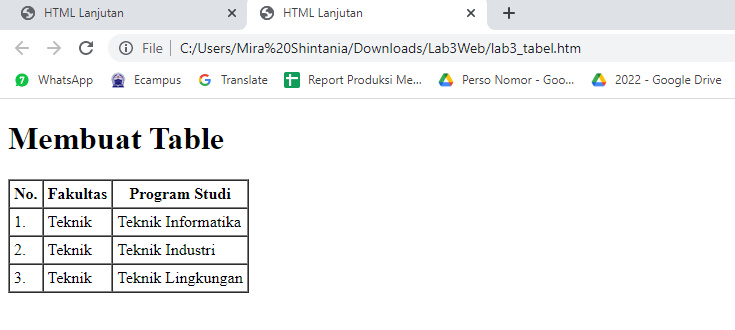 HTML Lanjutan HTML Lanjutan
File C:/Users/Mira%20Shintania/Downloads/Lab3Web/lab3_tabel.htm
WhatsApp Ecampus Translate Report Produksi Me... Perso Nomor - Goo... 2022 - Google Drive
Membuat Table
No. Fakultas Program Studi
1. Teknik Teknik Informatika
2. Teknik Teknik Industri
3. Teknik Teknik Lingkungan